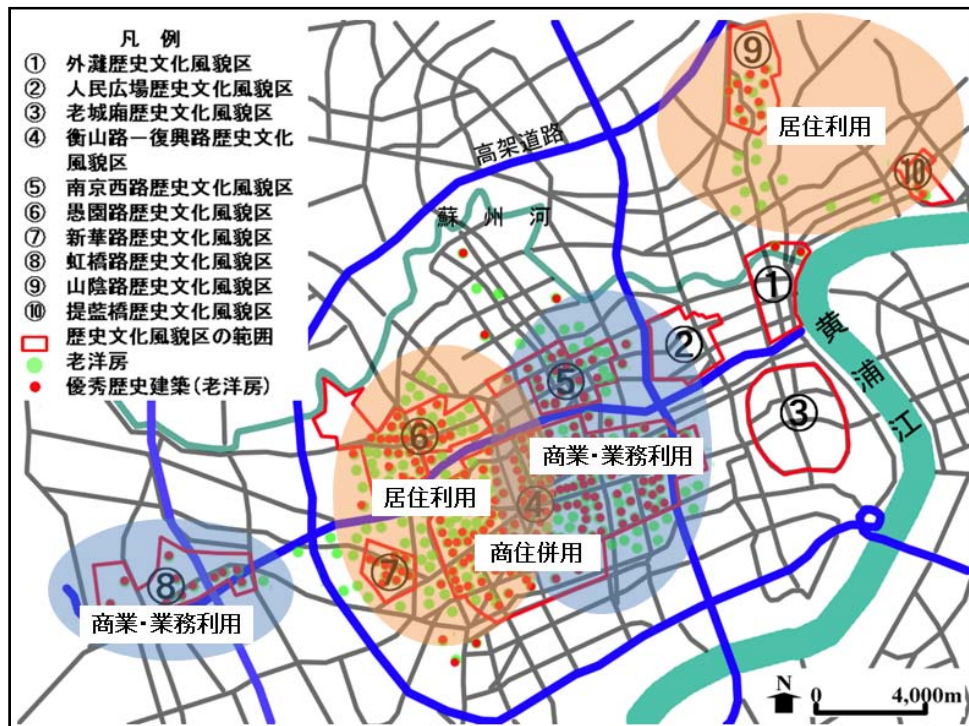 凡 例
① 外灘歴史文化風貌区
② 人民広場歴史文化風貌区
③ 老城廂歴史文化風貌区
④ 衡山路－復興路歴史文化
風貌区
⑤ 南京西路歴史文化風貌区
⑥ 愚園路歴史文化風貌区
⑦ 新華路歴史文化風貌区
⑧ 虹橋路歴史文化風貌区
⑨ 山陰路歴史文化風貌区
⑩ 提藍橋歴史文化風貌区
歴史文化風貌区の範囲
老洋房
優秀歴史建築(老洋房)
⑨
居住利用
高架道路
⑩
蘇州河
①
黄浦江
②
⑤
③
商業・業務利用
⑥
居住利用
④
商住併用
⑦
⑧
商業・業務利用
N
0 4,000m